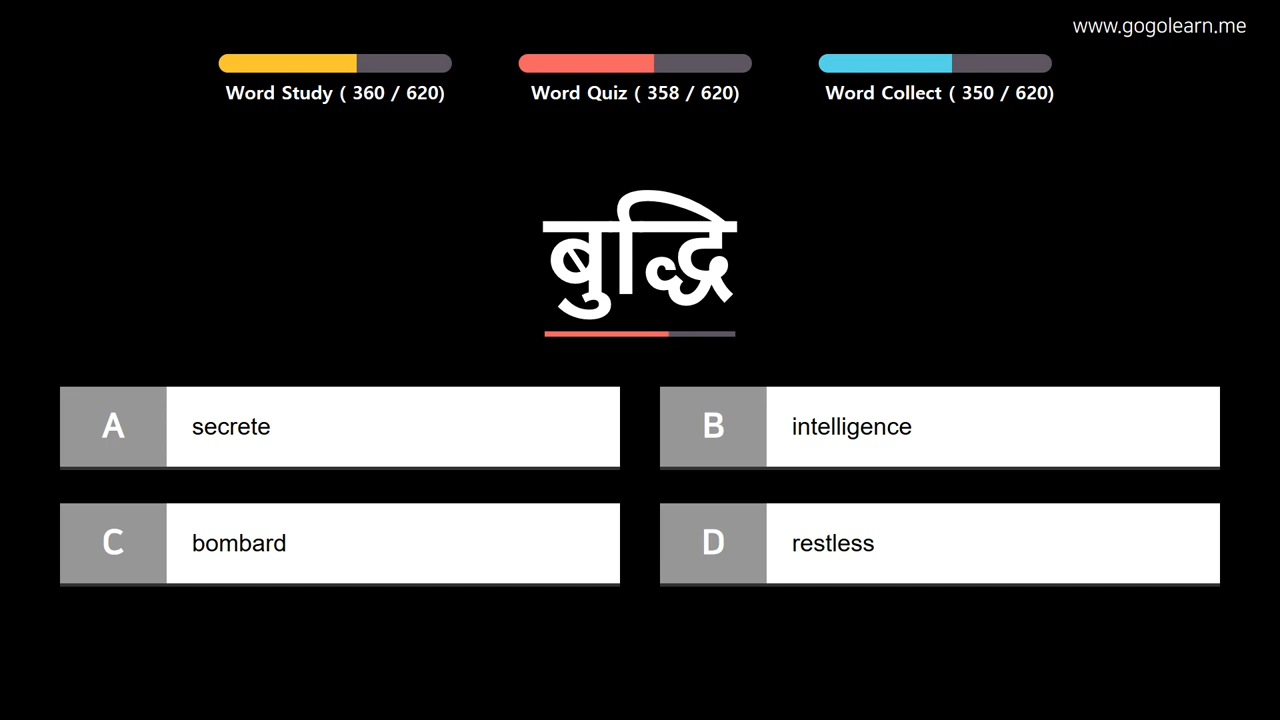 www.gogolearn.me
Word Study ( 360 / 620)
Word Quiz ( 358 / 620)
Word Collect ( 350 / 620)
बुद्धि
A secrete
B intelligence
C bombard
D restless